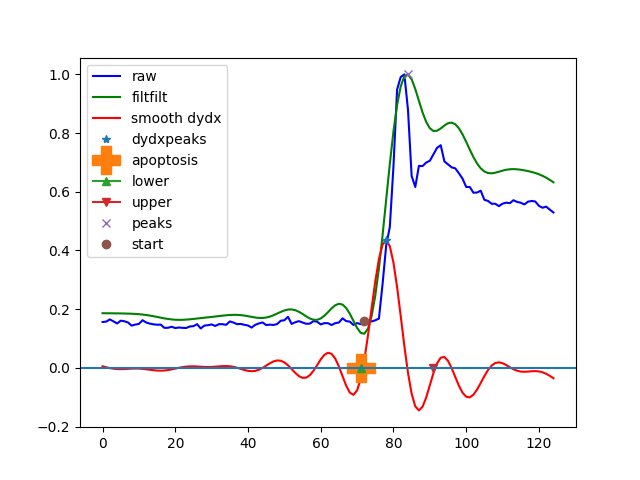 raw
filtfilt
smooth dydx
dydxpeaks
apoptosis
lower
upper
peaks
start
1.0
0.8
0.6
0.4
0.2
0.0
−0.2
0 20 40 60 80 100 120